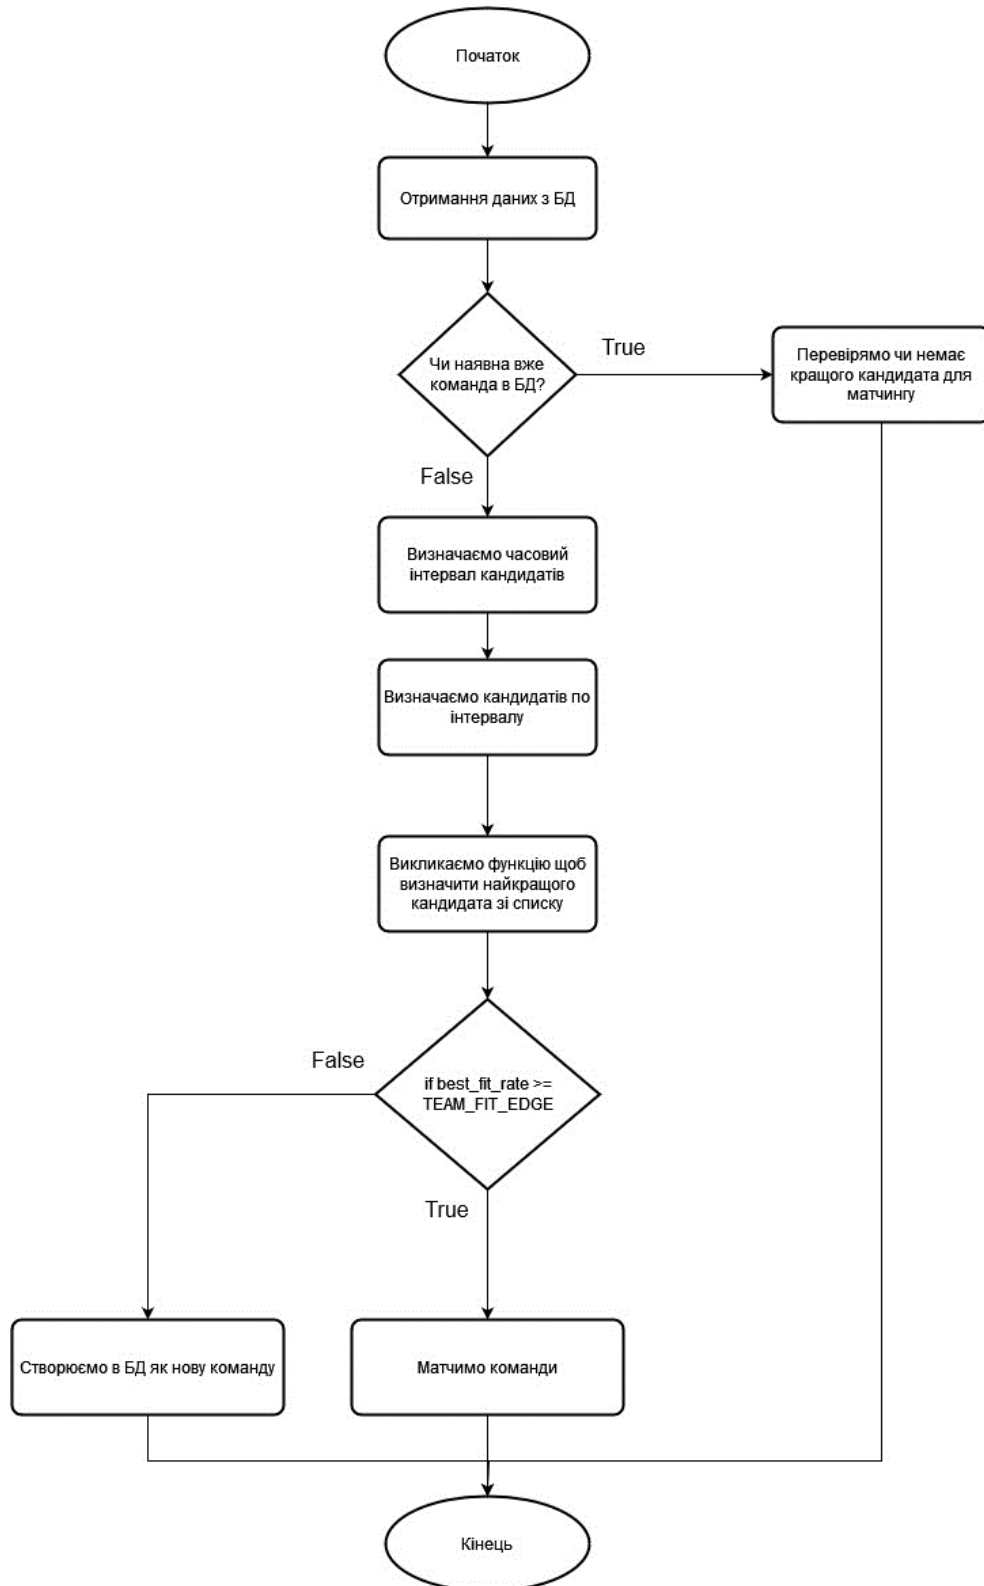 Початок
Отримання даних з БД
Чи наявна вже
команда в БД?
True
Перевірямо чи немає
кращого кандидата для
матчингу
False
Визначаємо часовий
інтервал кандидатів
Визначаємо кандидатів по
інтервалу
Викликаємо функцію щоб
визначити найкращого
кандидата зі списку
False
if best_fit_rate >=
TEAM_FIT_EDGE
True
Створюємо в БД як нову команду
Матчимо команди
Кінець